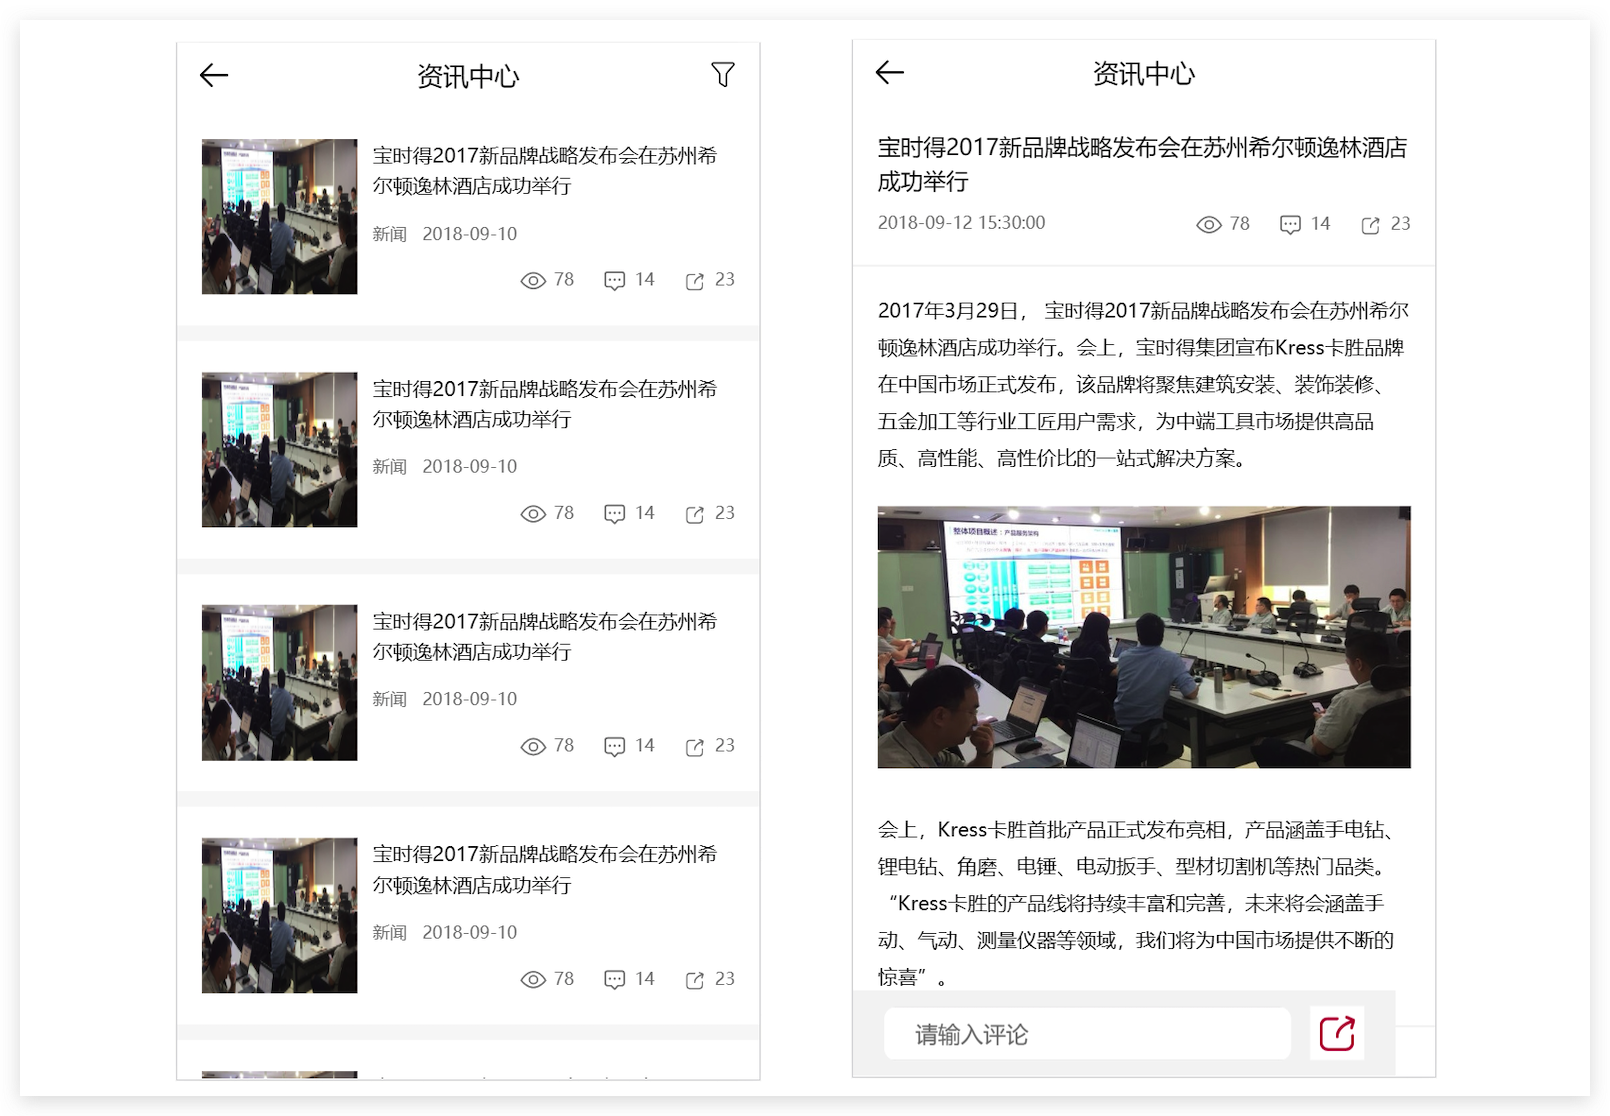 资讯中心
宝时得2017新品牌战略发布会在苏州希
尔顿逸林酒店成功举行
新闻 2018-09-10
78 14 23
宝时得2017新品牌战略发布会在苏州希
尔顿逸林酒店成功举行
新闻 2018-09-10
78 14 23
宝时得2017新品牌战略发布会在苏州希
尔顿逸林酒店成功举行
新闻 2018-09-10
78 14 23
宝时得2017新品牌战略发布会在苏州希
尔顿逸林酒店成功举行
新闻 2018-09-10
78 14 23
资讯中心
宝时得2017新品牌战略发布会在苏州希尔顿逸林酒店
成功举行
2018-09-12 15:30:00 78 14 23
2017年3月29日， 宝时得2017新品牌战略发布会在苏州希尔
顿逸林酒店成功举行。会上，宝时得集团宣布Kress卡胜品牌
在中国市场正式发布，该品牌将聚焦建筑安装、装饰装修、
五金加工等行业工匠用户需求，为中端工具市场提供高品
质、高性能、高性价比的一站式解决方案。
整体项目概述：产品服务架构
会上，Kress卡胜首批产品正式发布亮相，产品涵盖手电钻、
锂电钻、角磨、电锤、电动扳手、型材切割机等热门品类。
“Kress卡胜的产品线将持续丰富和完善，未来将会涵盖手
动、气动、测量仪器等领域，我们将为中国市场提供不断的
惊喜”。
请输入评论